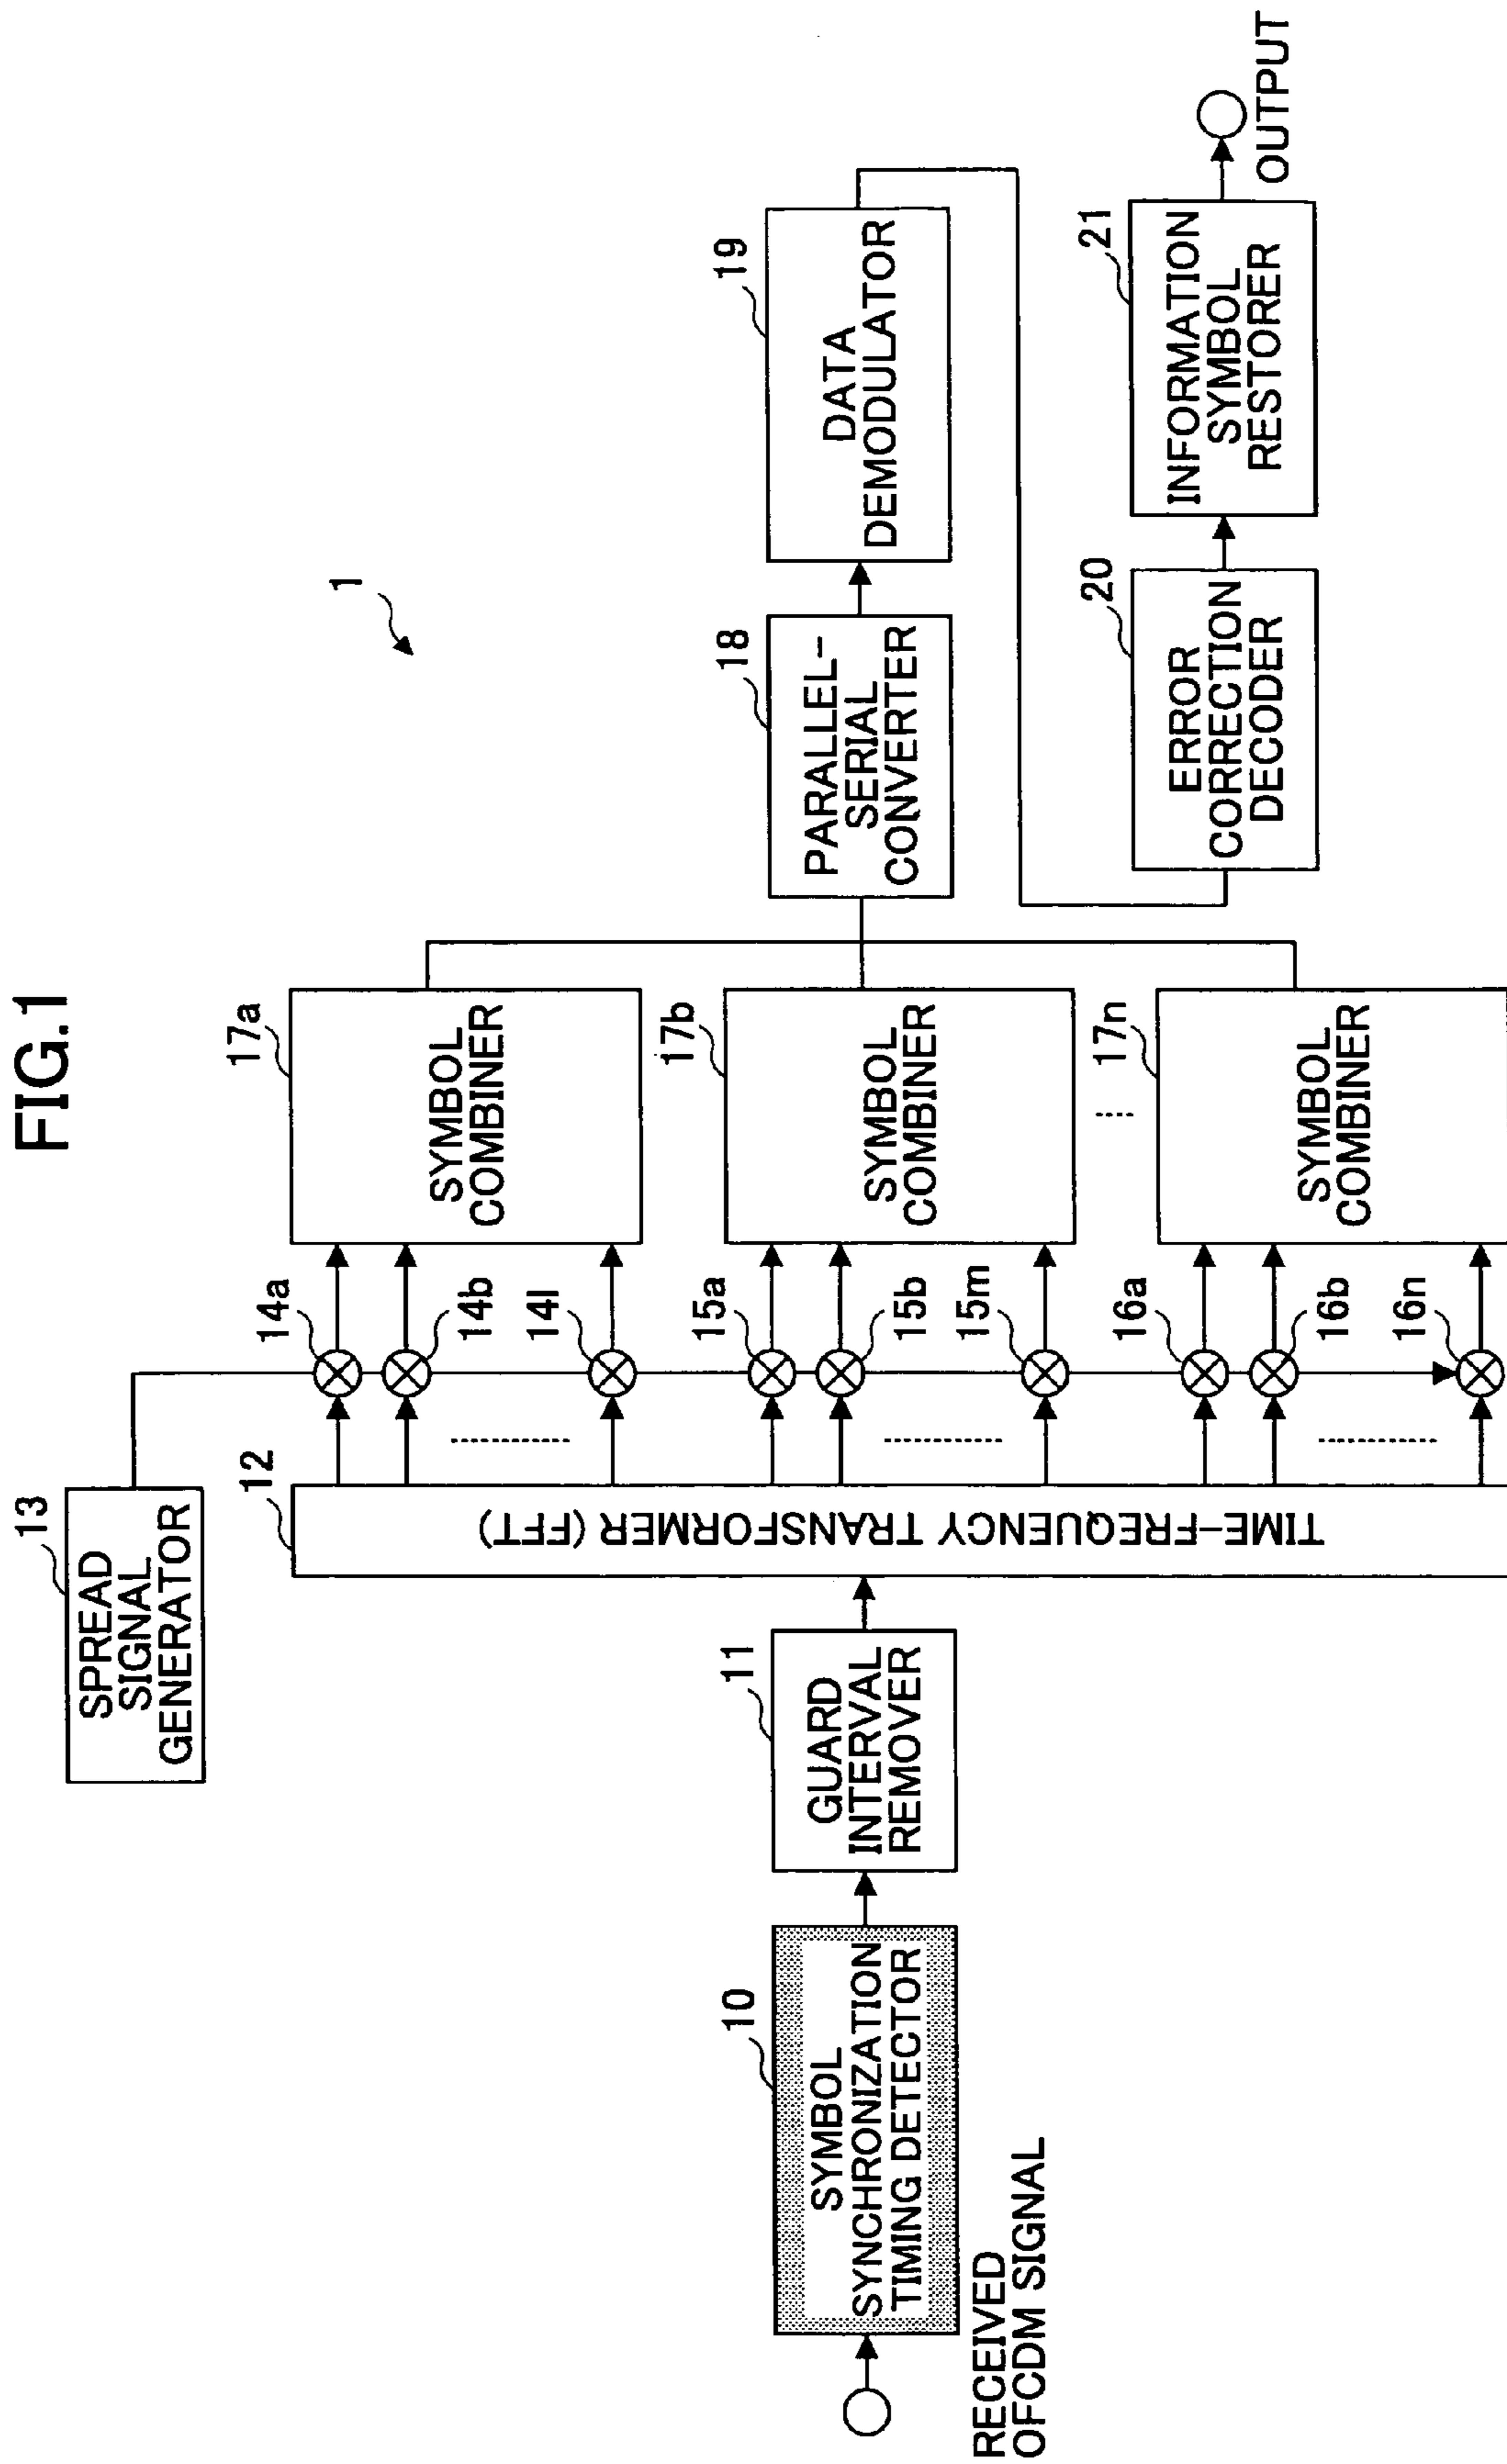 FIG.1
1
13
SPREAD
SIGNAL
GENERATOR
12
TIME-FREQUENCY TRANSFORMER (FFT)
14a
14b
14l
15a
15b
15m
16a
16b
16n
17a
SYMBOL
COMBINER
17b
SYMBOL
COMBINER
17n
SYMBOL
COMBINER
10
SYMBOL
SYNCHRONIZATION
TIMING DETECTOR
RECEIVED
OFCDM SIGNAL
11
GUARD
INTERVAL
REMOVER
18
PARALLEL-
SERIAL
CONVERTER
19
DATA
DEMODULATOR
20
ERROR
CORRECTION
DECODER
21
INFORMATION
SYMBOL
RESTORER
OUTPUT